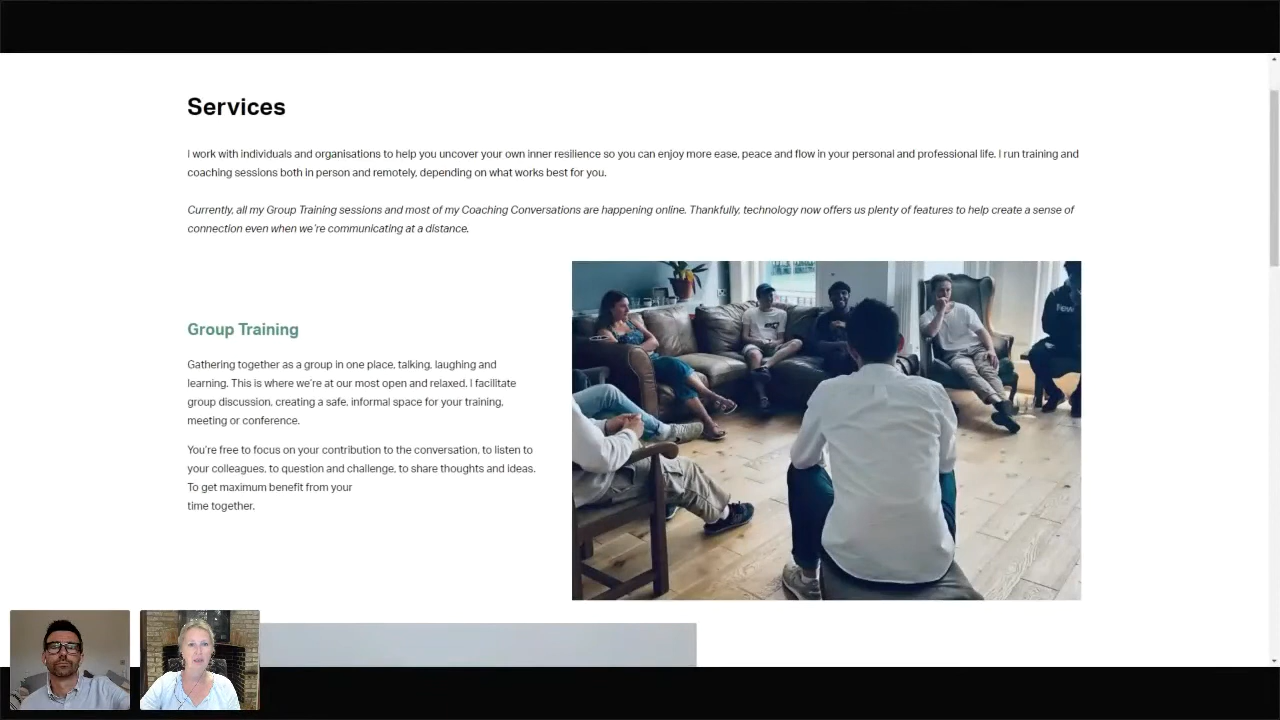 Services
I work with individuals and organisations to help you uncover your own inner resilience so you can enjoy more ease, peace and flow in your personal and professional life. I run training and
coaching sessions both in person and remotely, depending on what works best for you.
Currently, all my Group Training sessions and most of my Coaching Conversations are happening online. Thankfully, technology now offers us plenty of features to help create a sense of
connection even when we're communicating at a distance.
Group Training
Gathering together as a group in one place, talking, laughing and
learning. This is where we're at our most open and relaxed. I facilitate
group discussion, creating a safe, informal space for your training,
meeting or conference.
You're free to focus on your contribution to the conversation, to listen to
your colleagues, to question and challenge, to share thoughts and ideas.
To get maximum benefit from your
time together.